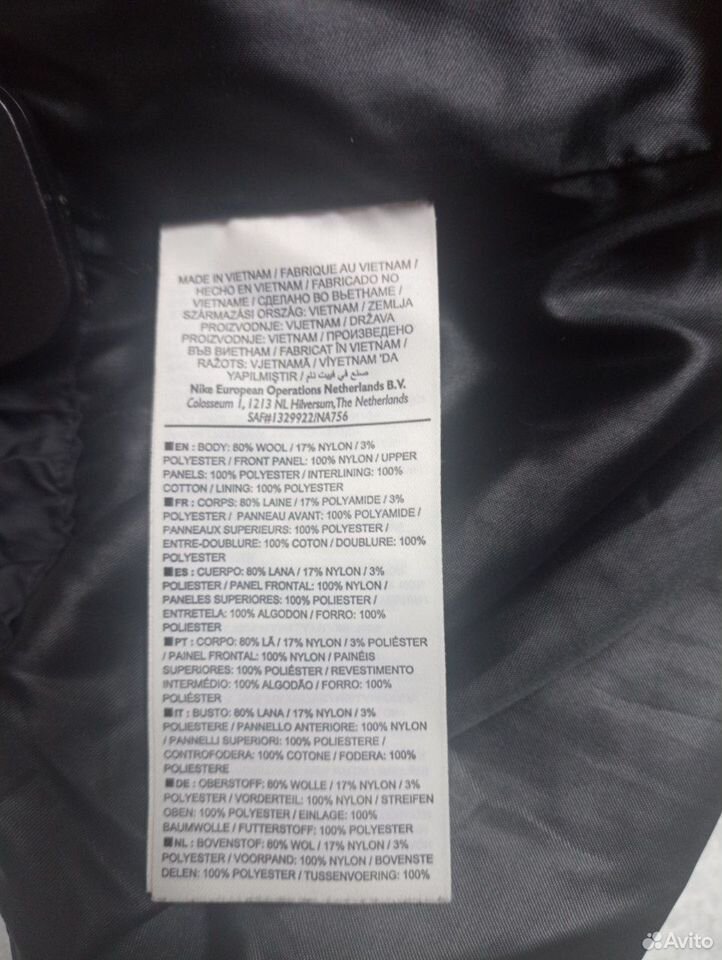 MADE IN VIETNAM / FABRIQUE AU VIETNAM /
HECHO EN VIETNAM / FABRICADO NO
VIETNAME / СДЕЛАНО ВО ВЬЕТНАМЕ /
SZÁRMAZÁSI ORSZÁG: VIETNAM / ZEMLJA
PROIZVODNJE: VIJETNAM / DRŽAVA
PROIZVODNJE: VIETNAM / ПРОИЗВЕДЕНО
ВЪВ ВИЕТНАМ / FABRICAT ÎN VIETNAM /
RAŽOTS: VJETNAMĀ / VİYETNAM 'DA
YAPILMIŞTIR / صنع في فييت نام
Nike European Operations Netherlands B.V.
Colosseum 1, 1213 NL Hilversum, The Netherlands
SAF#1329922/NA756
EN : BODY: 80% WOOL / 17% NYLON / 3%
POLYESTER / FRONT PANEL: 100% NYLON / UPPER
PANELS: 100% POLYESTER / INTERLINING: 100%
COTTON / LINING: 100% POLYESTER
FR : CORPS: 80% LAINE / 17% POLYAMIDE / 3%
POLYESTER / PANNEAU AVANT: 100% POLYAMIDE /
PANNEAUX SUPERIEURS: 100% POLYESTER /
ENTRE-DOUBLURE: 100% COTON / DOUBLURE: 100%
POLYESTER
ES : CUERPO: 80% LANA / 17% NYLON / 3%
POLIÉSTER / PANEL FRONTAL: 100% NYLON /
PANELES SUPERIORES: 100% POLIESTER /
ENTRETELA: 100% ALGODON / FORRO: 100%
POLIESTER
PT : CORPO: 80% LÃ / 17% NYLON / 3% POLIÉSTER
/ PAINEL FRONTAL: 100% NYLON / PAINÉIS
SUPERIORES: 100% POLIÉSTER / REVESTIMENTO
INTERMÉDIO: 100% ALGODÃO / FORRO: 100%
POLIÉSTER
IT : BUSTO: 80% LANA / 17% NYLON / 3%
POLIESTERE / PANNELLO ANTERIORE: 100% NYLON
/ PANNELLI SUPERIORI: 100% POLIESTERE /
CONTROFODERA: 100% COTONE / FODERA: 100%
POLIESTERE
DE : OBERSTOFF: 80% WOLLE / 17% NYLON / 3%
POLYESTER / VORDERTEIL: 100% NYLON / STREIFEN
OBEN: 100% POLYESTER / EINLAGE: 100%
BAUMWOLLE / FUTTERSTOFF: 100% POLYESTER
NL : BOVENSTOF: 80% WOL / 17% NYLON / 3%
POLYESTER / VOORPAND: 100% NYLON / BOVENSTE
DELEN: 100% POLYESTER / TUSSENVOERING: 100%
Avito